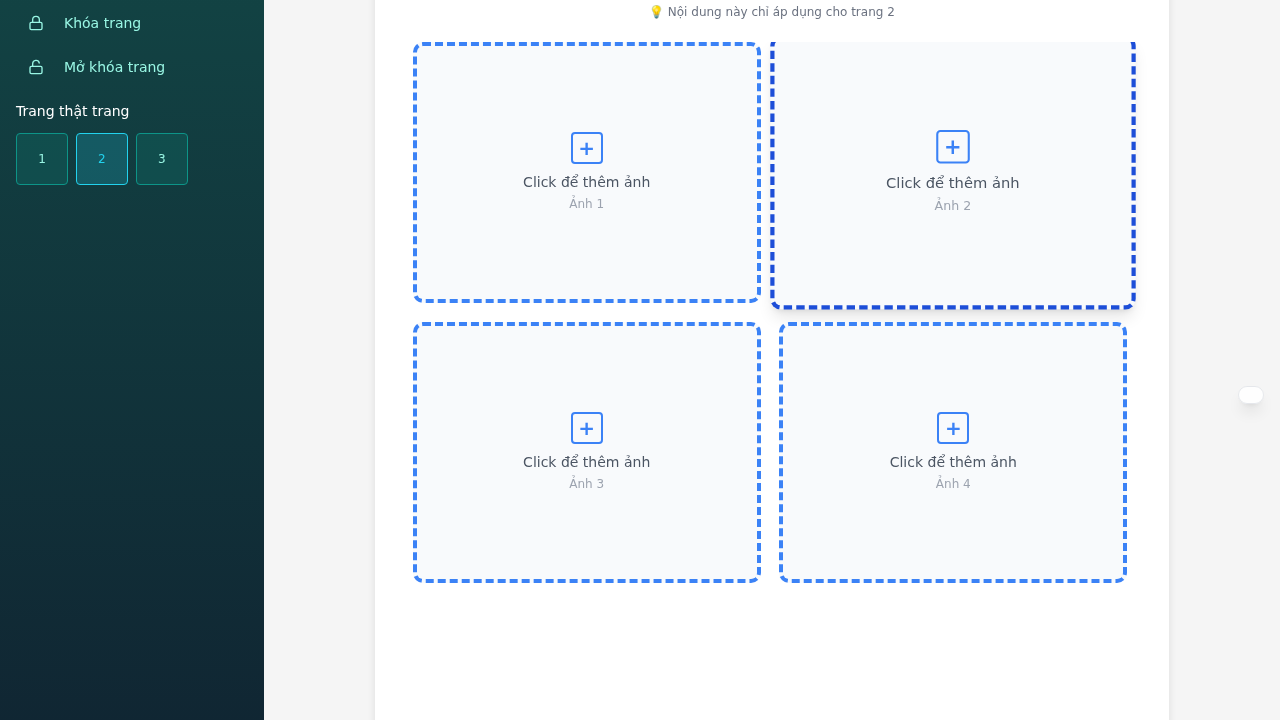 Khóa trang
Mở khóa trang
Trang thật trang
1
2
3
💡 Nội dung này chỉ áp dụng cho trang 2
Click để thêm ảnh
Ảnh 1
Click để thêm ảnh
Ảnh 2
Click để thêm ảnh
Ảnh 3
Click để thêm ảnh
Ảnh 4